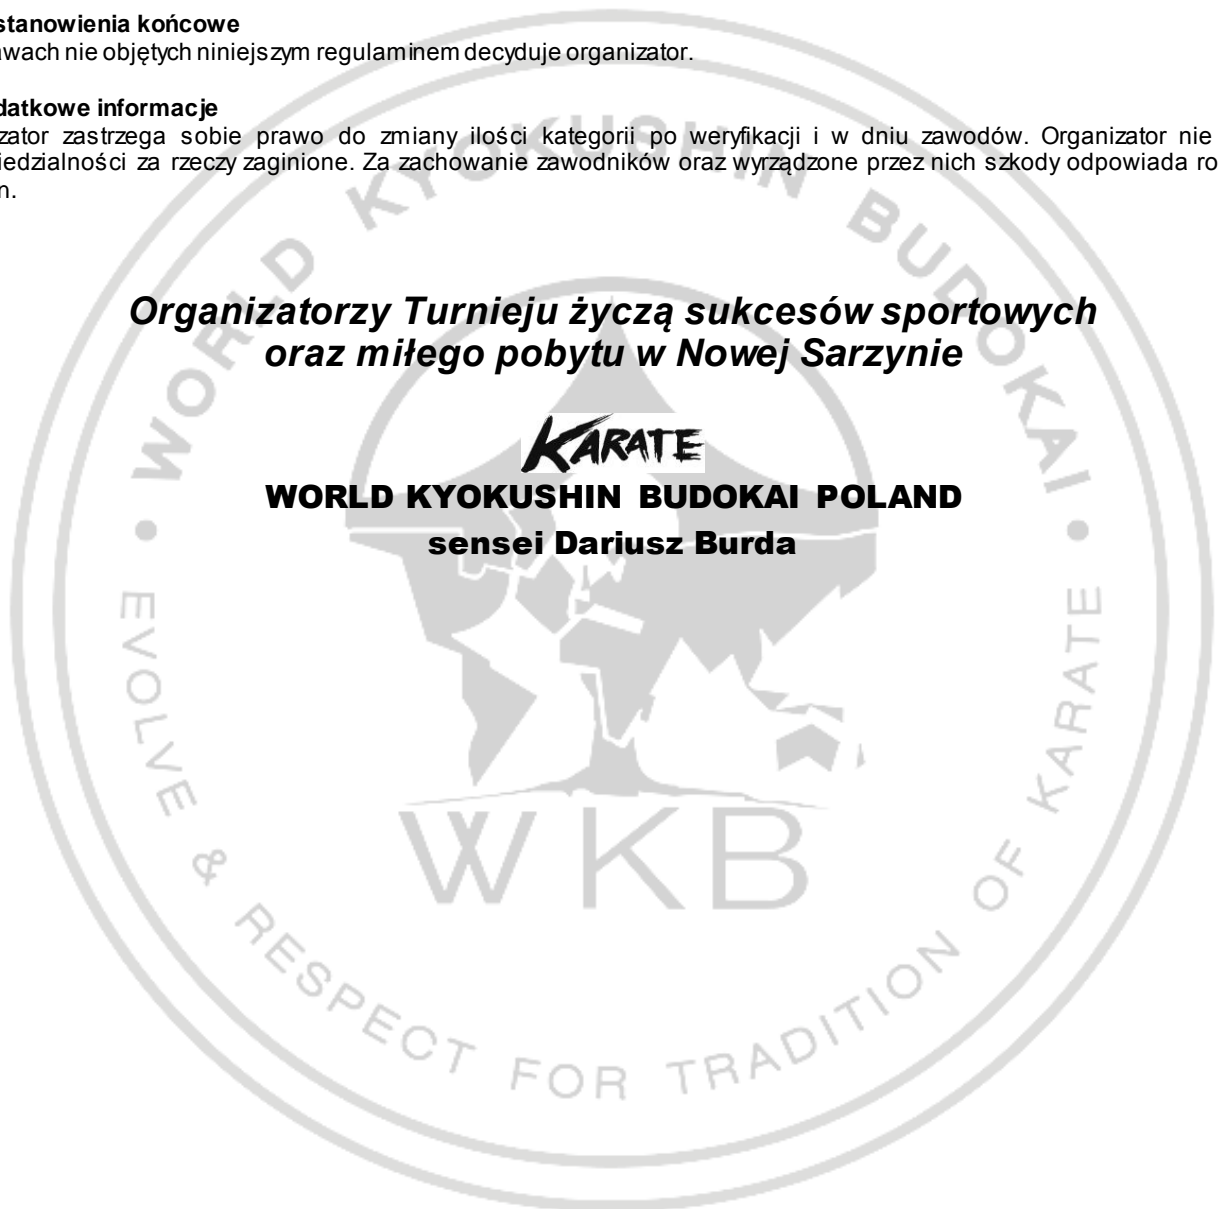 stanowienia końcowe
wach nie objętych niniejszym regulaminem decyduje organizator.
datkowe informacje
zator zastrzega sobie prawo do zmiany ilości kategorii po weryfikacji i w dniu zawodów. Organizator nie
iedzialności za rzeczy zaginione. Za zachowanie zawodników oraz wyrządzone przez nich szkody odpowiada ro
n.
Organizatorzy Turnieju życzą sukcesów sportowych
oraz miłego pobytu w Nowej Sarzynie
KARATE
WORLD KYOKUSHIN BUDOKAI POLAND
sensei Dariusz Burda
• WORLD KYOKUSHIN BUDOKAI •
EVOLVE & RESPECT FOR TRADITION OF KARATE
WKB